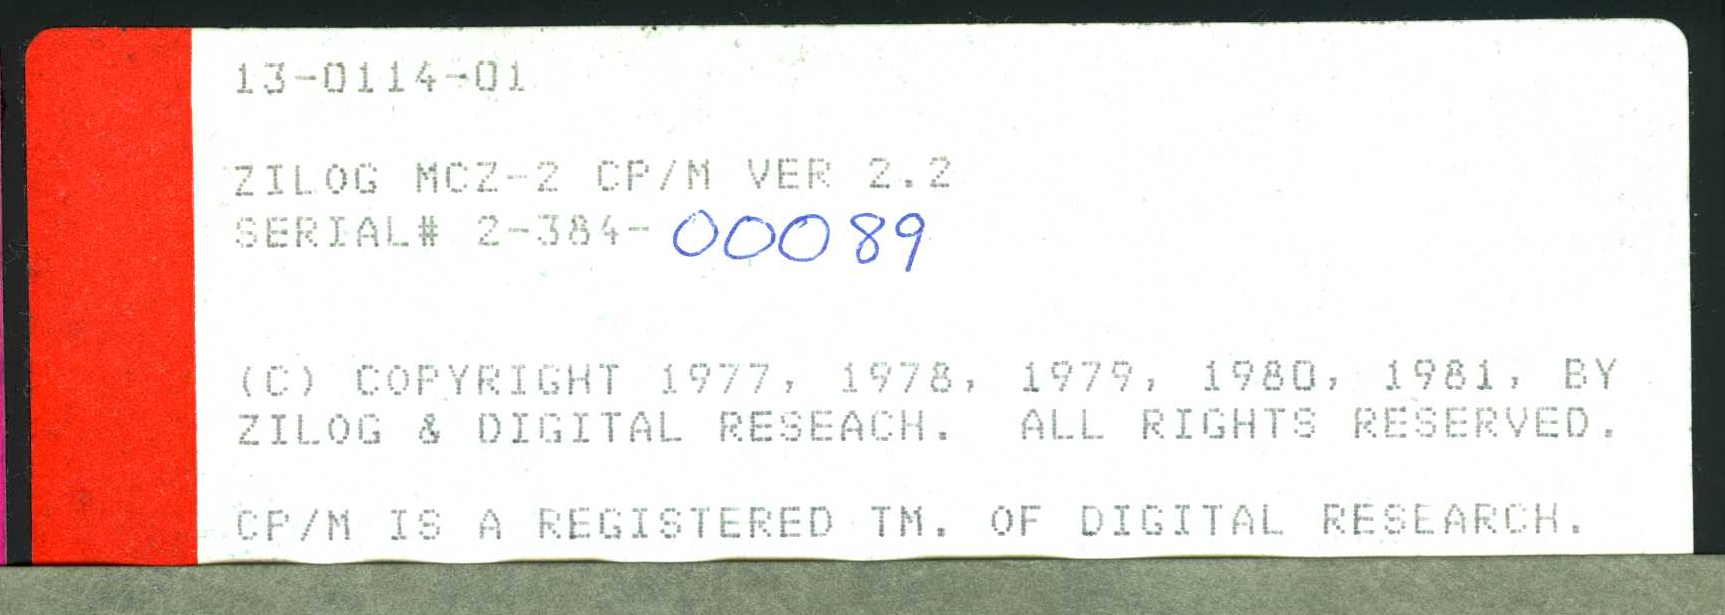 13-0114-01
ZILOG MCZ-2 CP/M VER 2.2
SERIAL# 2-384-00089
(C) COPYRIGHT 1977, 1978, 1979, 1980, 1981, BY
ZILOG & DIGITAL RESEACH. ALL RIGHTS RESERVED.
CP/M IS A REGISTERED TM. OF DIGITAL RESEARCH.